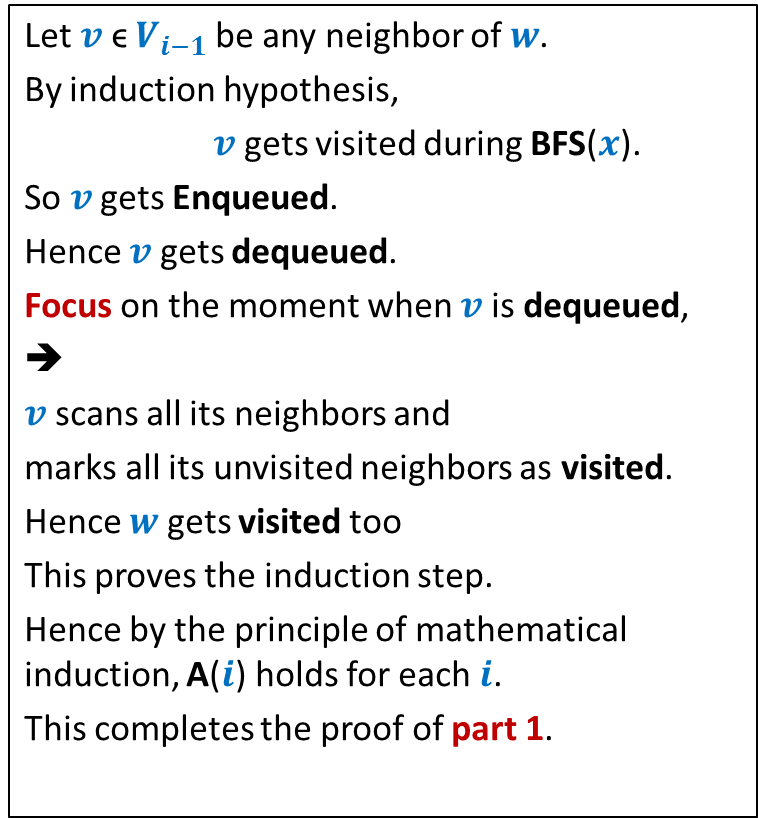 Let v ϵ V_{i−1} be any neighbor of w.
By induction hypothesis,
v gets visited during BFS(x).
So v gets Enqueued.
Hence v gets dequeued.
Focus on the moment when v is dequeued,
➔
v scans all its neighbors and
marks all its unvisited neighbors as visited.
Hence w gets visited too
This proves the induction step.
Hence by the principle of mathematical
induction, A(i) holds for each i.
This completes the proof of part 1.